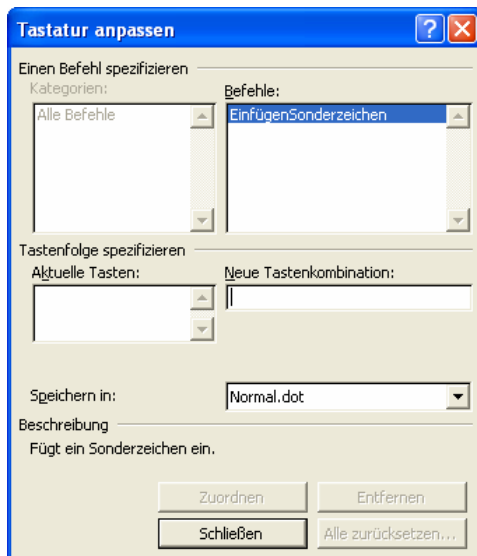 Tastatur anpassen
Einen Befehl spezifizieren
Kategorien: Befehle:
Alle Befehle EinfügenSonderzeichen
Tastenfolge spezifizieren
Aktuelle Tasten: Neue Tastenkombination:
Speichern in: Normal.dot
Beschreibung
Fügt ein Sonderzeichen ein.
Zuordnen Entfernen
Schließen Alle zurücksetzen...